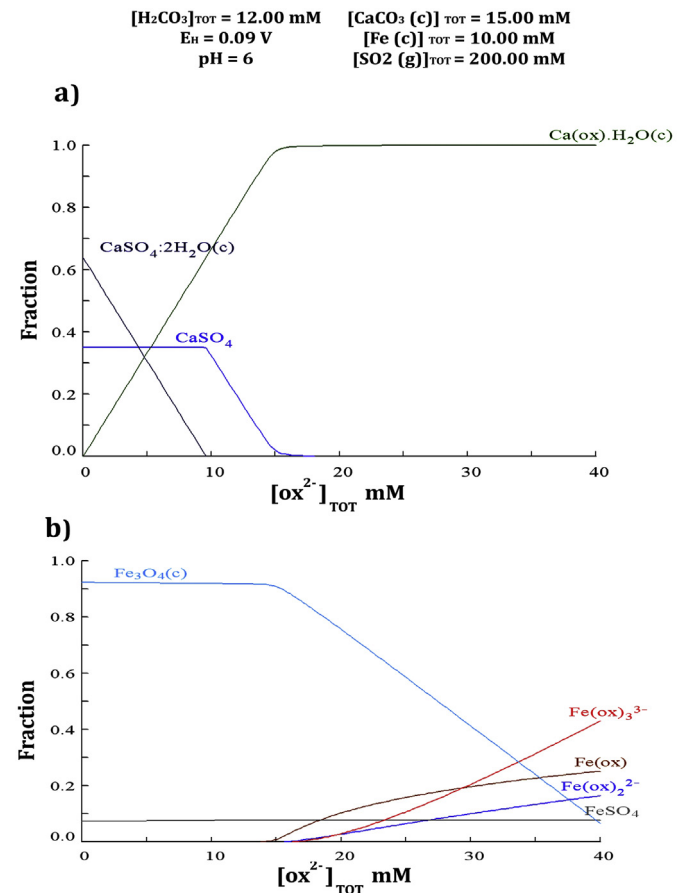 [H₂CO₃]TOT = 12.00 mM [CaCO₃ (c)] TOT = 15.00 mM
EH = 0.09 V [Fe (c)] TOT = 10.00 mM
pH = 6 [SO2 (g)]TOT = 200.00 mM
a)
Ca(ox).H₂O(c)
1.0
0.8
CaSO₄:2H₂O(c)
0.6
Fraction
0.4
CaSO₄
0.2
0.0
0 10 20 30 40
[ox²⁻]TOT mM
b)
1.0
Fe₃O₄(c)
0.8
0.6
Fraction
0.4
Fe(ox)₃³⁻
Fe(ox)
0.2
Fe(ox)₂²⁻
FeSO₄
0.0
0 10 20 30 40
[ox²⁻]TOT mM